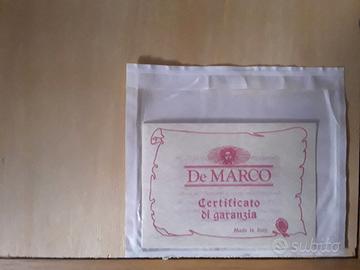 De MARCO
Certificato
di garanzia
Made in Italy
subito